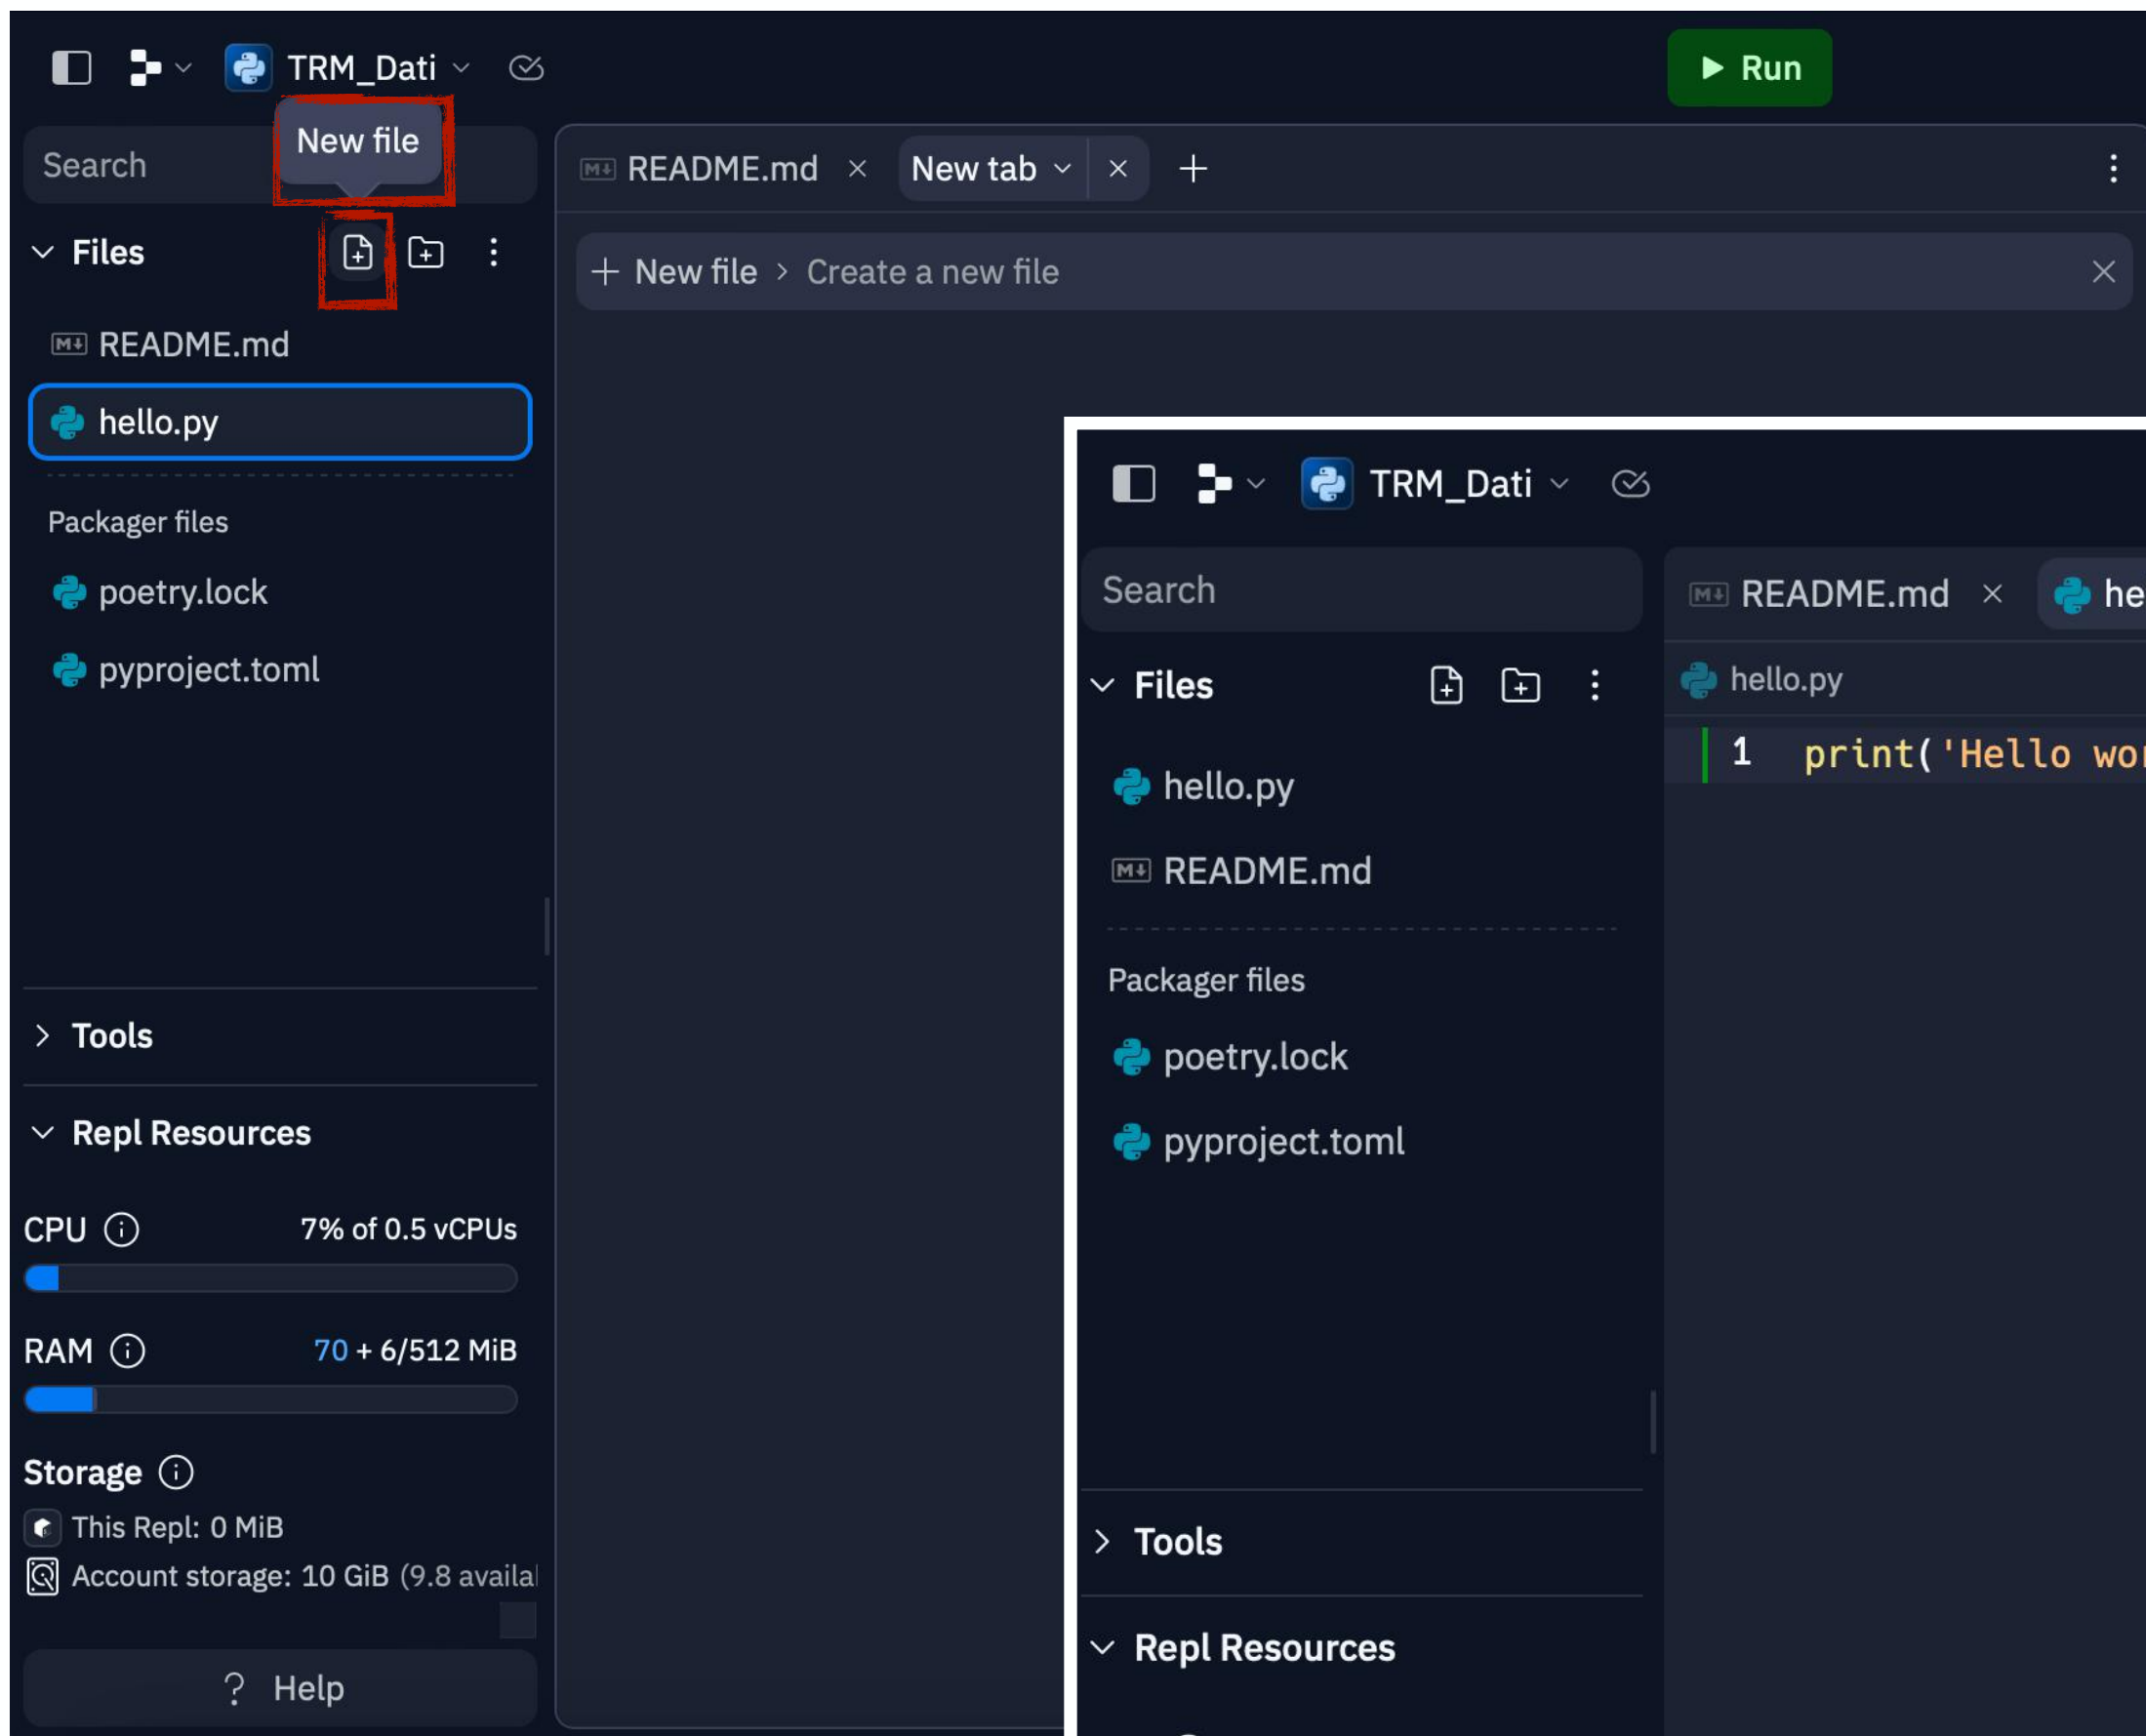 TRM_Dati
Run
New file
Search
README.md
New tab
Files
New file > Create a new file
README.md
hello.py
Packager files
poetry.lock
pyproject.toml
Tools
Repl Resources
CPU
7% of 0.5 vCPUs
RAM
70 + 6/512 MiB
Storage
This Repl: 0 MiB
Account storage: 10 GiB (9.8
? Help
TRM_Dati
Search
README.md
Files
hello.py
1 print('Hello
hello.py
README.md
Packager files
poetry.lock
pyproject.toml
Tools
Repl Resources